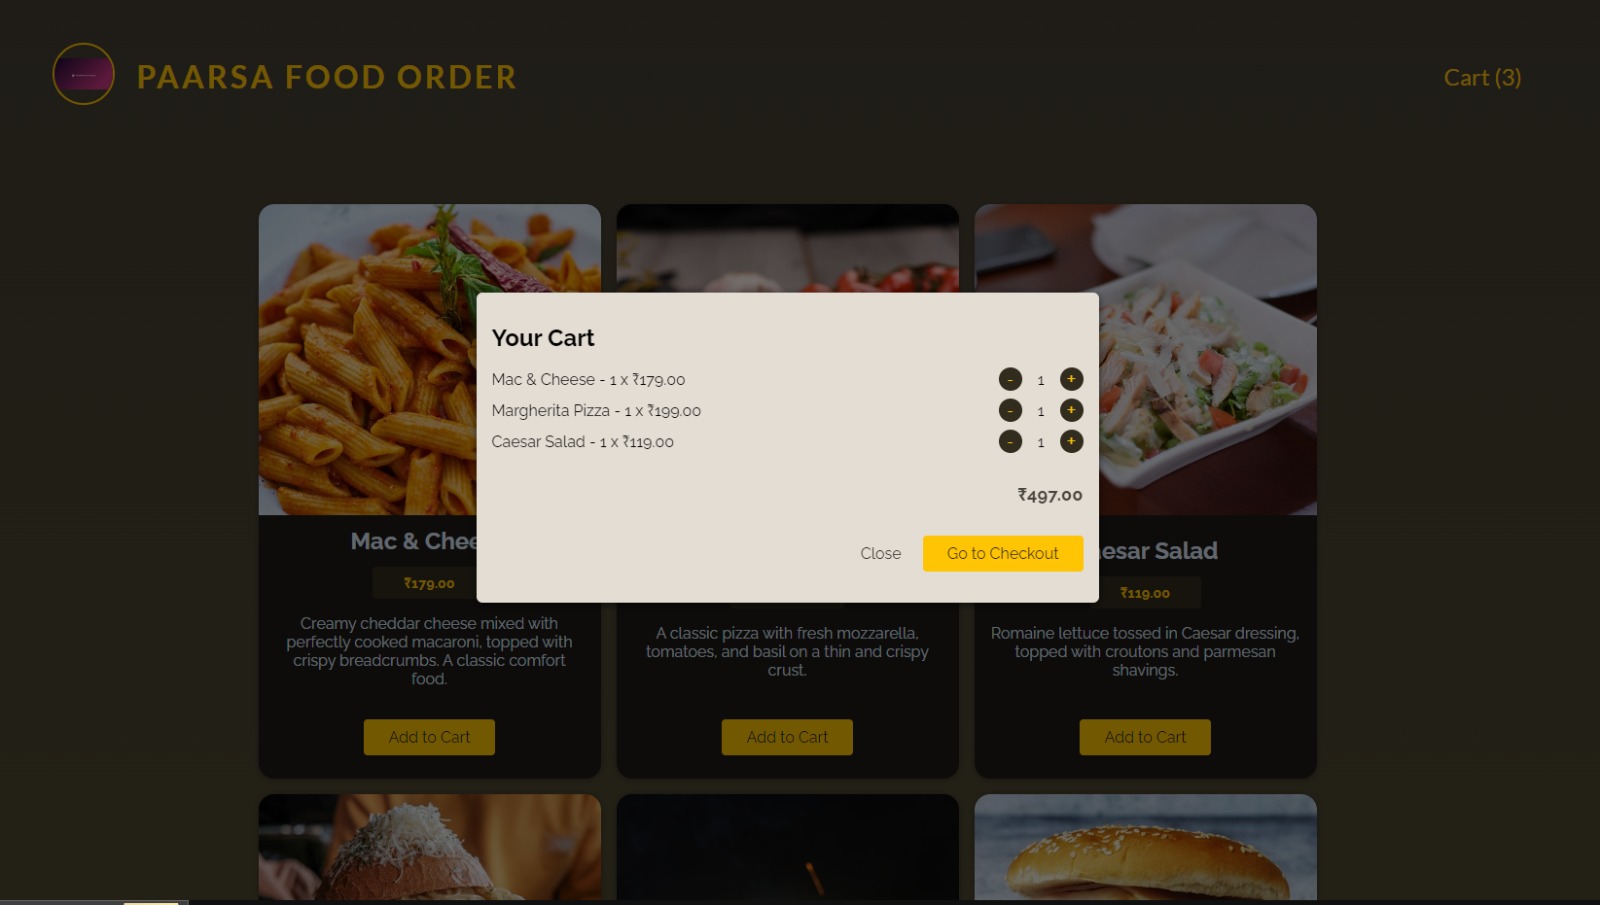 PAARSA FOOD ORDER
Cart (3)
Your Cart
Mac & Cheese - 1 x ₹179.00
- 1 +
Margherita Pizza - 1 x ₹199.00
- 1 +
Caesar Salad - 1 x ₹119.00
- 1 +
₹497.00
Close
Go to Checkout
Mac & Chee
₹179.00
Creamy cheddar cheese mixed with
perfectly cooked macaroni, topped with
crispy breadcrumbs. A classic comfort
food.
Add to Cart
A classic pizza with fresh mozzarella,
tomatoes, and basil on a thin and crispy
crust.
Add to Cart
esar Salad
₹119.00
Romaine lettuce tossed in Caesar dressing,
topped with croutons and parmesan
shavings.
Add to Cart